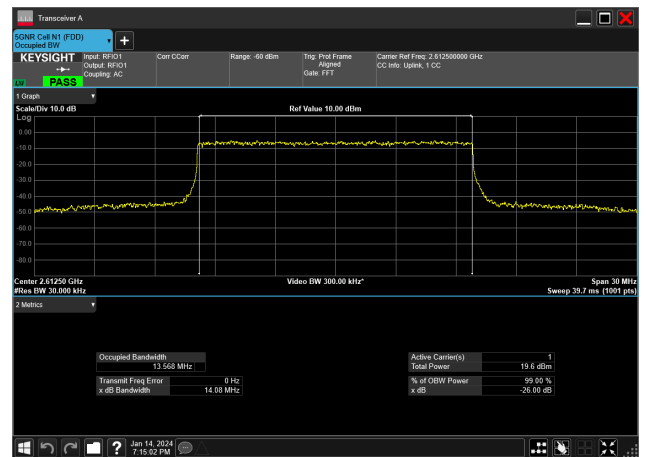 Transceiver A
5GNR Cell N1 (FDD)
Occupied BW
KEYSIGHT
LXI
PASS
Input: RFIO1
Output: RFIO1
Coupling: AC
Corr CCorr
Range: -60 dBm
Trig: Prot Frame
Aligned
Gate: FFT
Carrier Ref Freq: 2.612500000 GHz
CC Info: Uplink, 1 CC
1 Graph
Scale/Div 10.0 dB
Ref Value 10.00 dBm
Log
0.00
-10.0
-20.0
-30.0
-40.0
-50.0
-60.0
-70.0
-80.0
Center 2.61250 GHz
#Res BW 30.000 kHz
Video BW 300.00 kHz*
Span 30 MHz
Sweep 39.7 ms (1001 pts)
2 Metrics
Occupied Bandwidth
13.568 MHz
Transmit Freq Error 0 Hz
x dB Bandwidth 14.08 MHz
Active Carrier(s) 1
Total Power 19.6 dBm
% of OBW Power 99.00 %
x dB -26.00 dB
Jan 14, 2024
7:15:02 PM